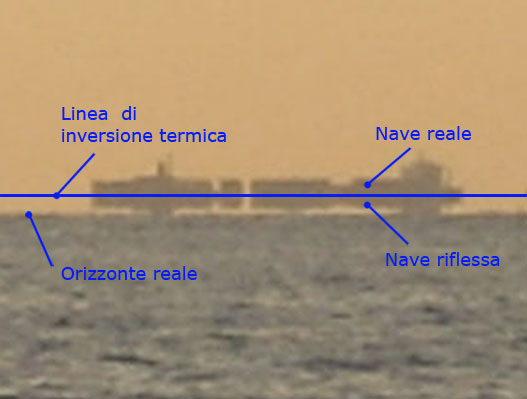 Linea di
inversione termica
Nave reale
Nave riflessa
Orizzonte reale